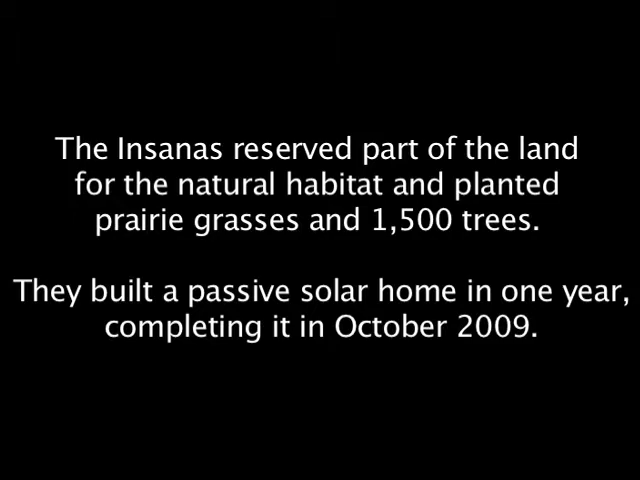 The Insanas reserved part of the land
for the natural habitat and planted
prairie grasses and 1,500 trees.
They built a passive solar home in one year,
completing it in October 2009.